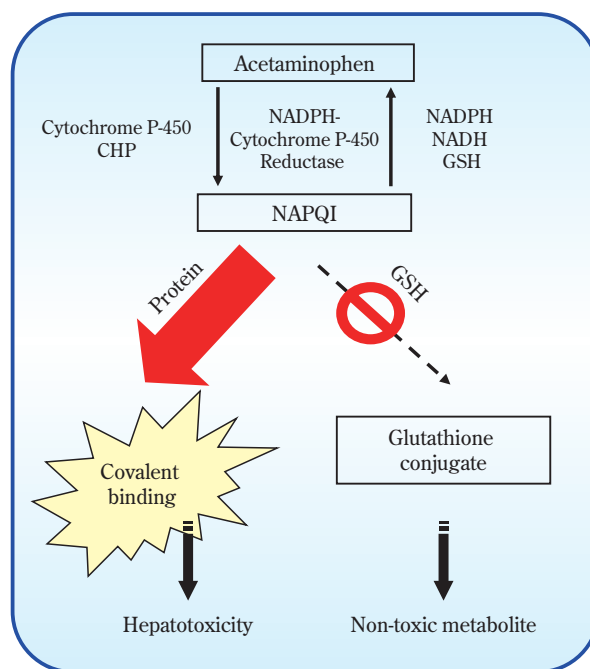 Acetaminophen
Cytochrome P-450
CHP
NADPH-
Cytochrome P-450
Reductase
NADPH
NADH
GSH
NAPQI
Protein
GSH
Covalent
binding
Glutathione
conjugate
Hepatotoxicity
Non-toxic metabolite